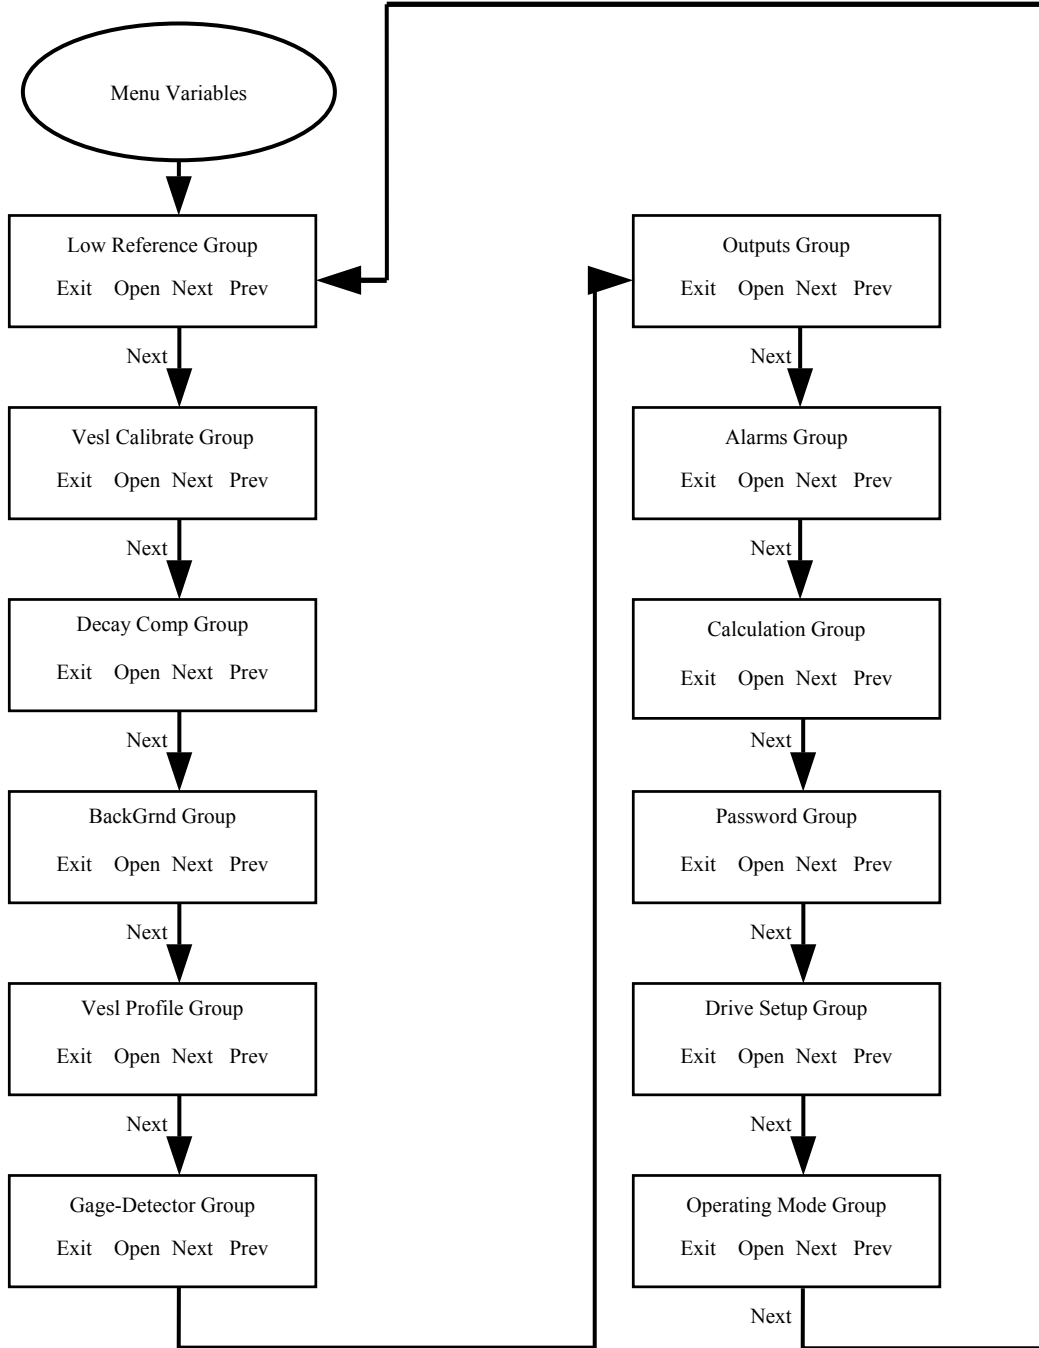 Menu Variables
Low Reference Group
Exit Open Next Prev
Next
Vesl Calibrate Group
Exit Open Next Prev
Next
Decay Comp Group
Exit Open Next Prev
Next
BackGrnd Group
Exit Open Next Prev
Next
Vesl Profile Group
Exit Open Next Prev
Next
Gage-Detector Group
Exit Open Next Prev
Outputs Group
Exit Open Next Prev
Next
Alarms Group
Exit Open Next Prev
Next
Calculation Group
Exit Open Next Prev
Next
Password Group
Exit Open Next Prev
Next
Drive Setup Group
Exit Open Next Prev
Next
Operating Mode Group
Exit Open Next Prev
Next